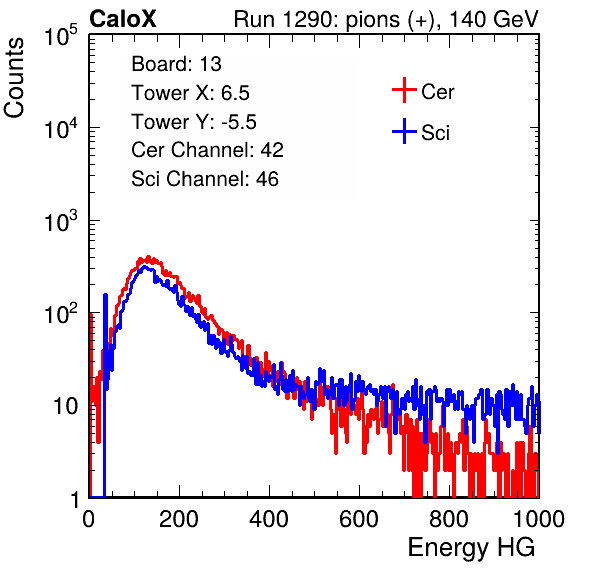 CaloX Run 1290: pions (+), 140 GeV
Counts
10^5
10^4
10^3
10^2
10
1
Board: 13
Tower X: 6.5
Tower Y: -5.5
Cer Channel: 42
Sci Channel: 46
Cer
Sci
0 200 400 600 800 1000
Energy HG